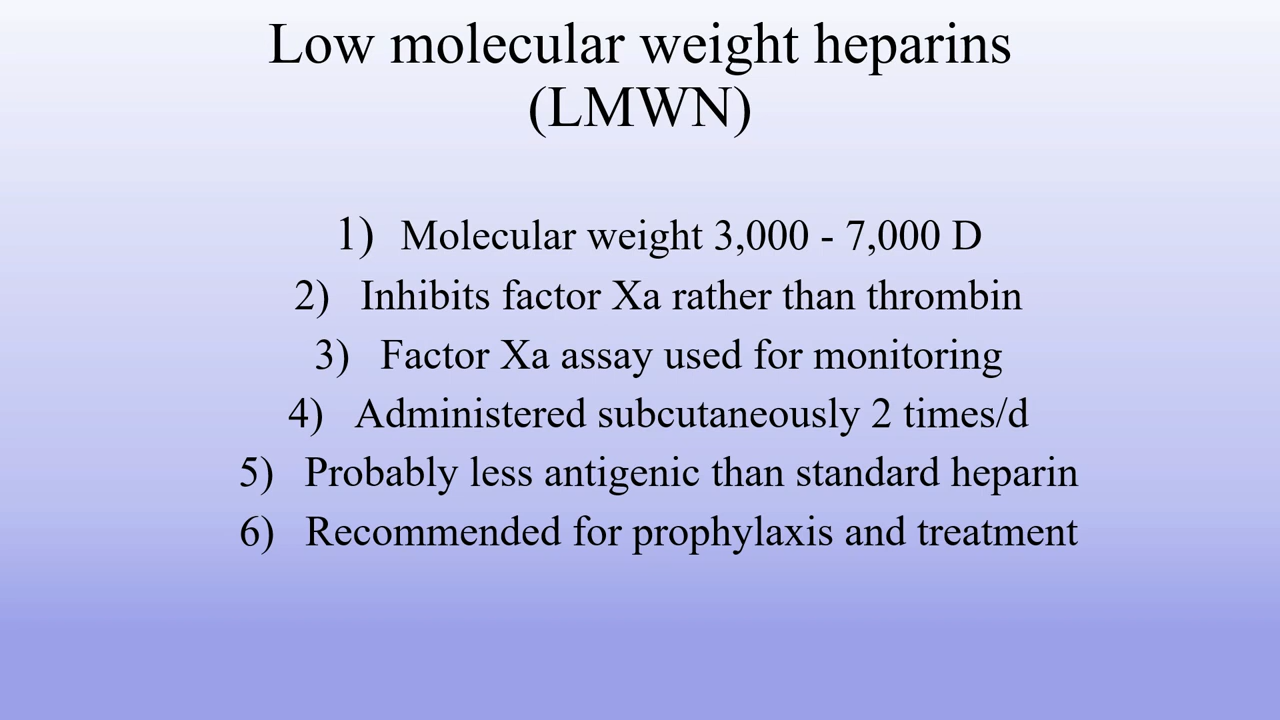 Low molecular weight heparins
(LMWN)
1) Molecular weight 3,000 - 7,000 D
2) Inhibits factor Xa rather than thrombin
3) Factor Xa assay used for monitoring
4) Administered subcutaneously 2 times/d
5) Probably less antigenic than standard heparin
6) Recommended for prophylaxis and treatment